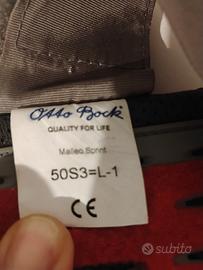 Otto Bock
QUALITY FOR LIFE
Malleo Sprint
50S3=L-1
CE
subito